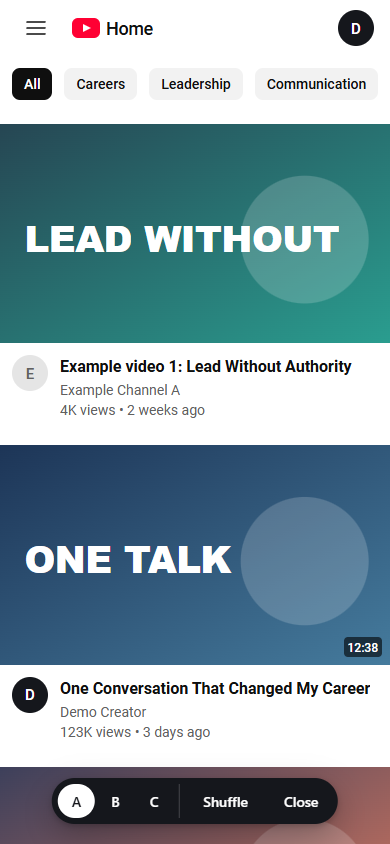 Home
D
All
Careers
Leadership
Communication
LEAD WITHOUT
E
Example video 1: Lead Without Authority
Example Channel A
4K views • 2 weeks ago
ONE TALK
12:38
D
One Conversation That Changed My Career
Demo Creator
123K views • 3 days ago
A
B
C
Shuffle
Close